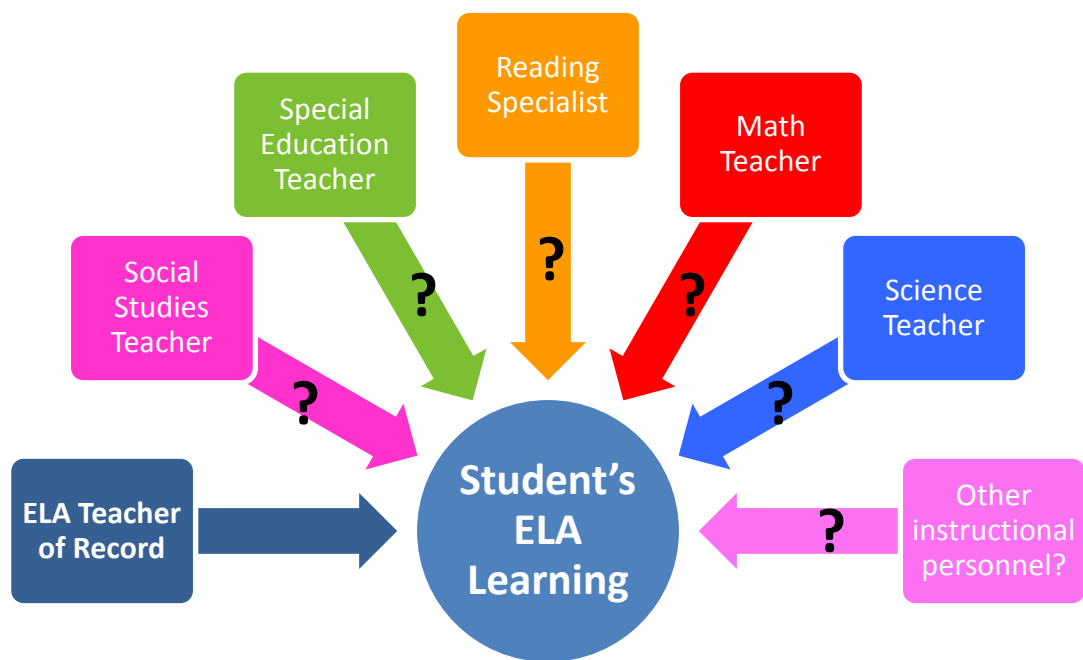 Reading
Specialist
Special
Education
Teacher
Math
Teacher
Social
Studies
Teacher
Science
Teacher
ELA Teacher
of Record
Other
instructional
personnel?
?
?
?
?
?
?
Student's
ELA
Learning